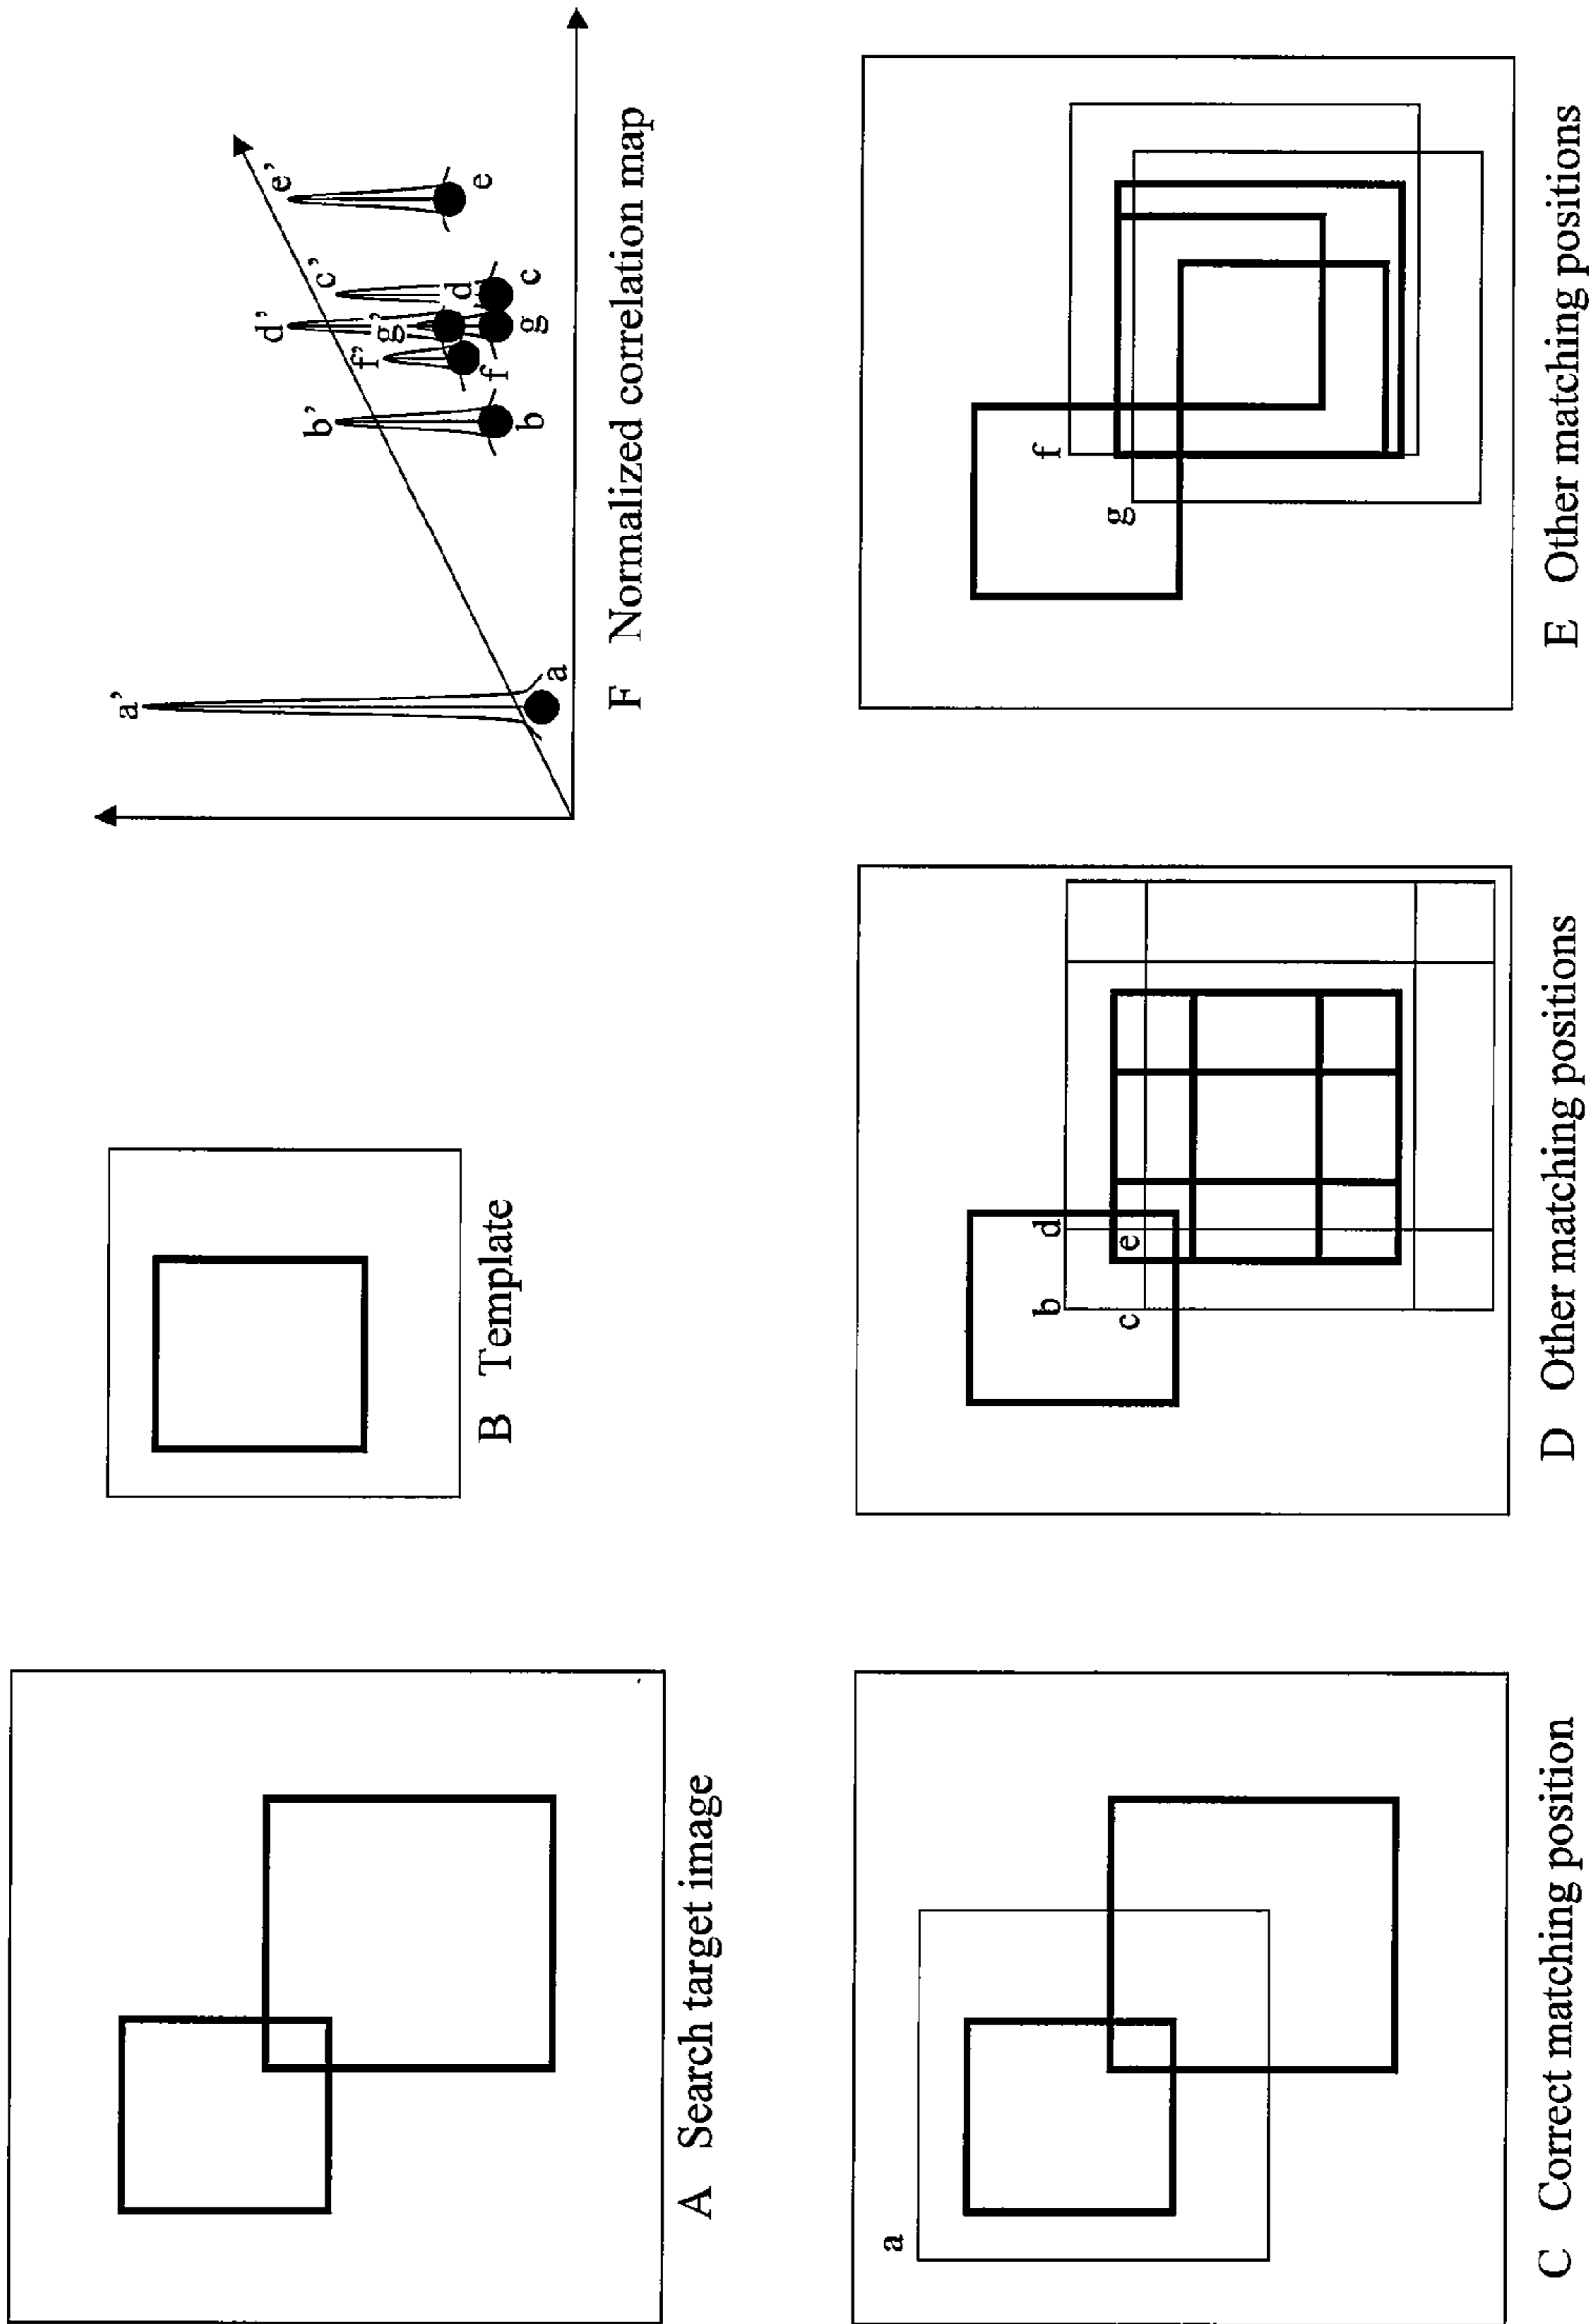 A Search target image
B Template
a'
b'
f'
d'
g'
c'
d
e'
a
b
f
g
c
e
F Normalized correlation map
a
C Correct matching position
b
d
c
e
D Other matching positions
f
g
E Other matching positions